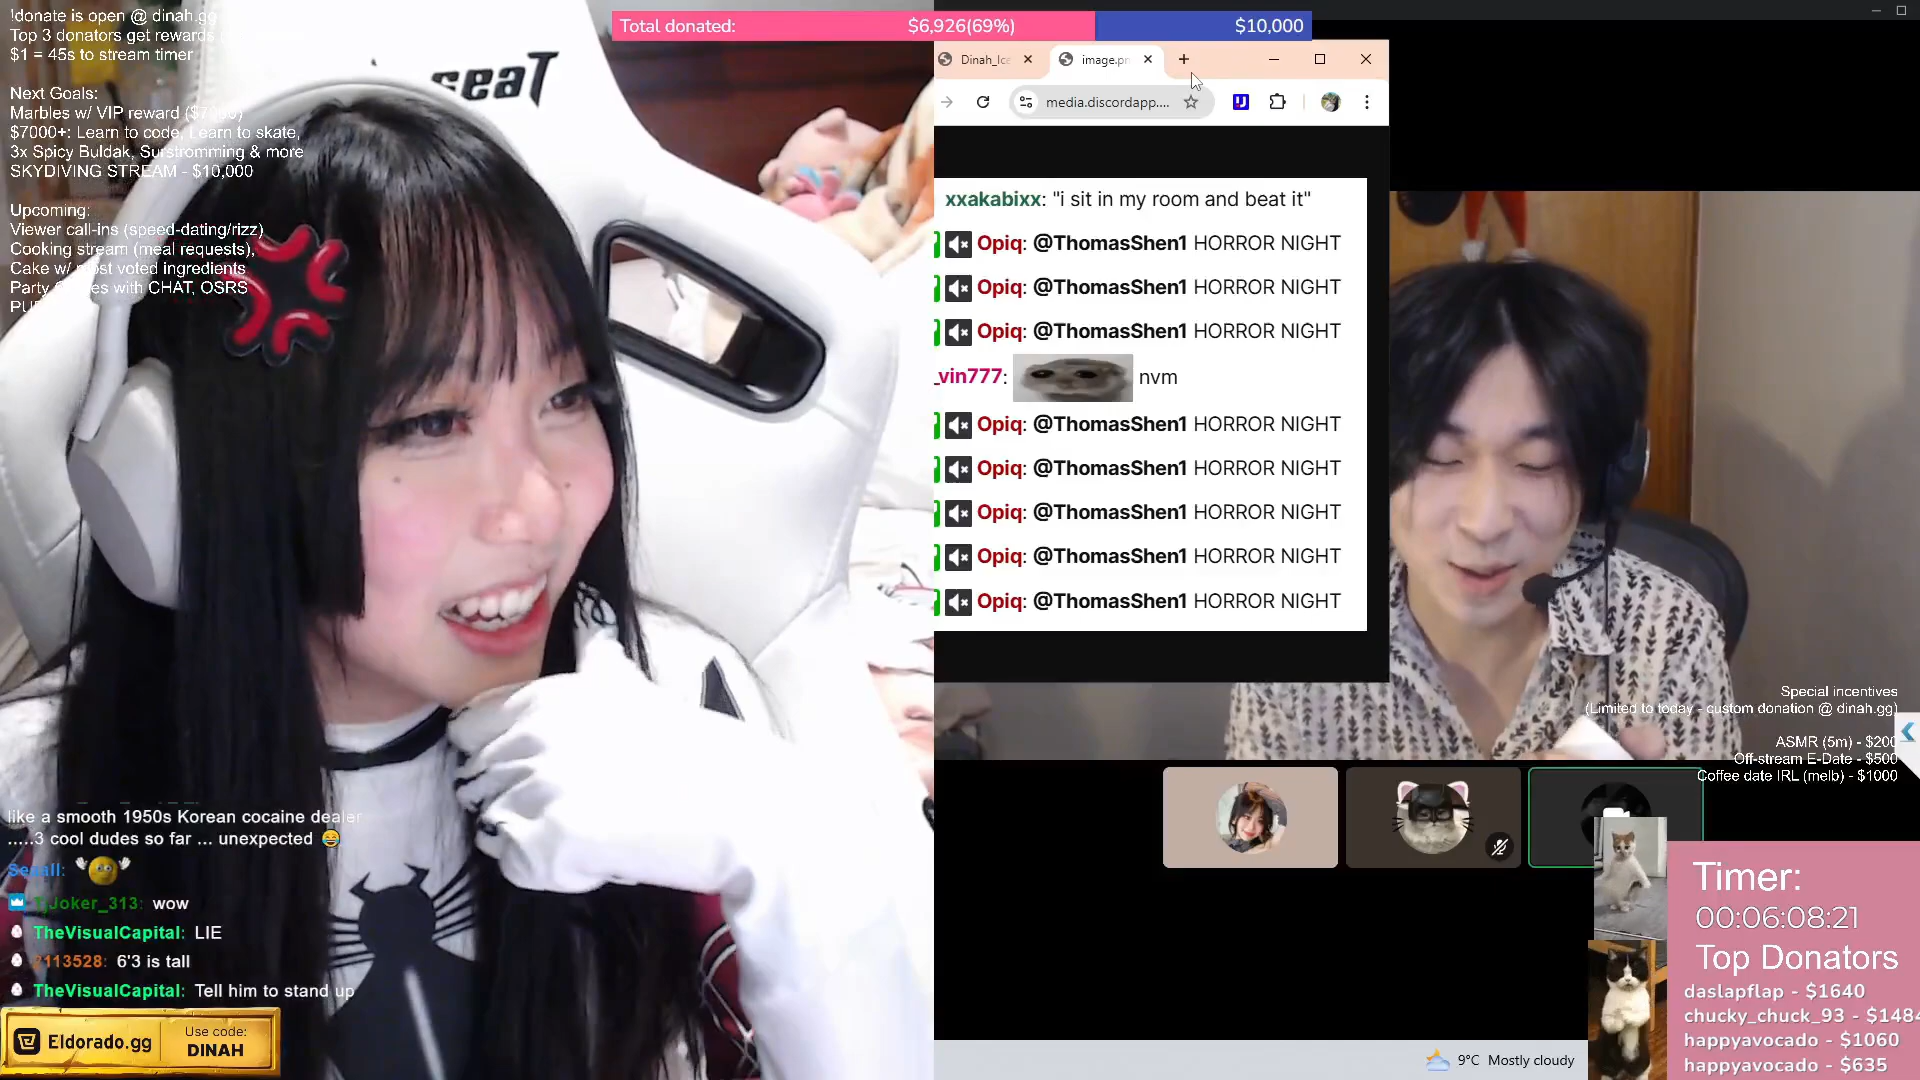 !donate is open @ dinah.gg
Top 3 donators get rewards
$1 = 45s to stream timer
Next Goals:
Marbles w/ VIP reward
$7000+: Learn to code, Learn to skate,
3x Spicy Buldak, Surstromming & more
SKYDIVING STREAM - $10,000
Upcoming:
Viewer call-ins (speed-dating/rizz)
Cooking stream (meal requests),
Cake w/ most voted ingredients
Party with CHAT, OSRS
seaT
Total donated: $6,926(69%) $10,000
Dinah_Ice
image.pn
media.discordapp....
xxakabixx: "i sit in my room and beat it"
Opiq: @ThomasShen1 HORROR NIGHT
Opiq: @ThomasShen1 HORROR NIGHT
Opiq: @ThomasShen1 HORROR NIGHT
_vin777: nvm
Opiq: @ThomasShen1 HORROR NIGHT
Opiq: @ThomasShen1 HORROR NIGHT
Opiq: @ThomasShen1 HORROR NIGHT
Opiq: @ThomasShen1 HORROR NIGHT
Opiq: @ThomasShen1 HORROR NIGHT
Special incentives
(Limited to today - custom donation @ dinah.gg)
ASMR (5m) - $200
Off-stream E-Date - $500
Coffee date IRL (melb) - $1000
like a smooth 1950s Korean cocaine dealer
.....3 cool dudes so far ... unexpected 😂
TjJoker_313: wow
TheVisualCapital: LIE
2113528: 6'3 is tall
TheVisualCapital: Tell him to stand up
Eldorado.gg
Use code:
DINAH
Timer:
00:06:08:21
Top Donators
daslapflap - $1640
chucky_chuck_93 - $1484
happyavocado - $1060
happyavocado - $635
9°C Mostly cloudy